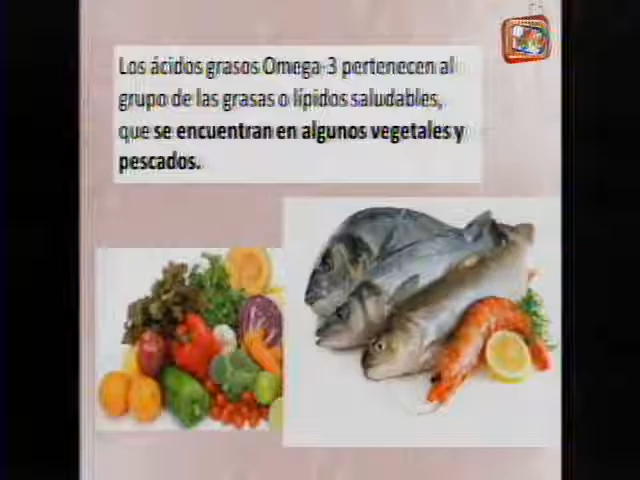 Los ácidos grasos Omega-3 pertenecen al
grupo de las grasas o lípidos saludables,
que se encuentran en algunos vegetales y
pescados.